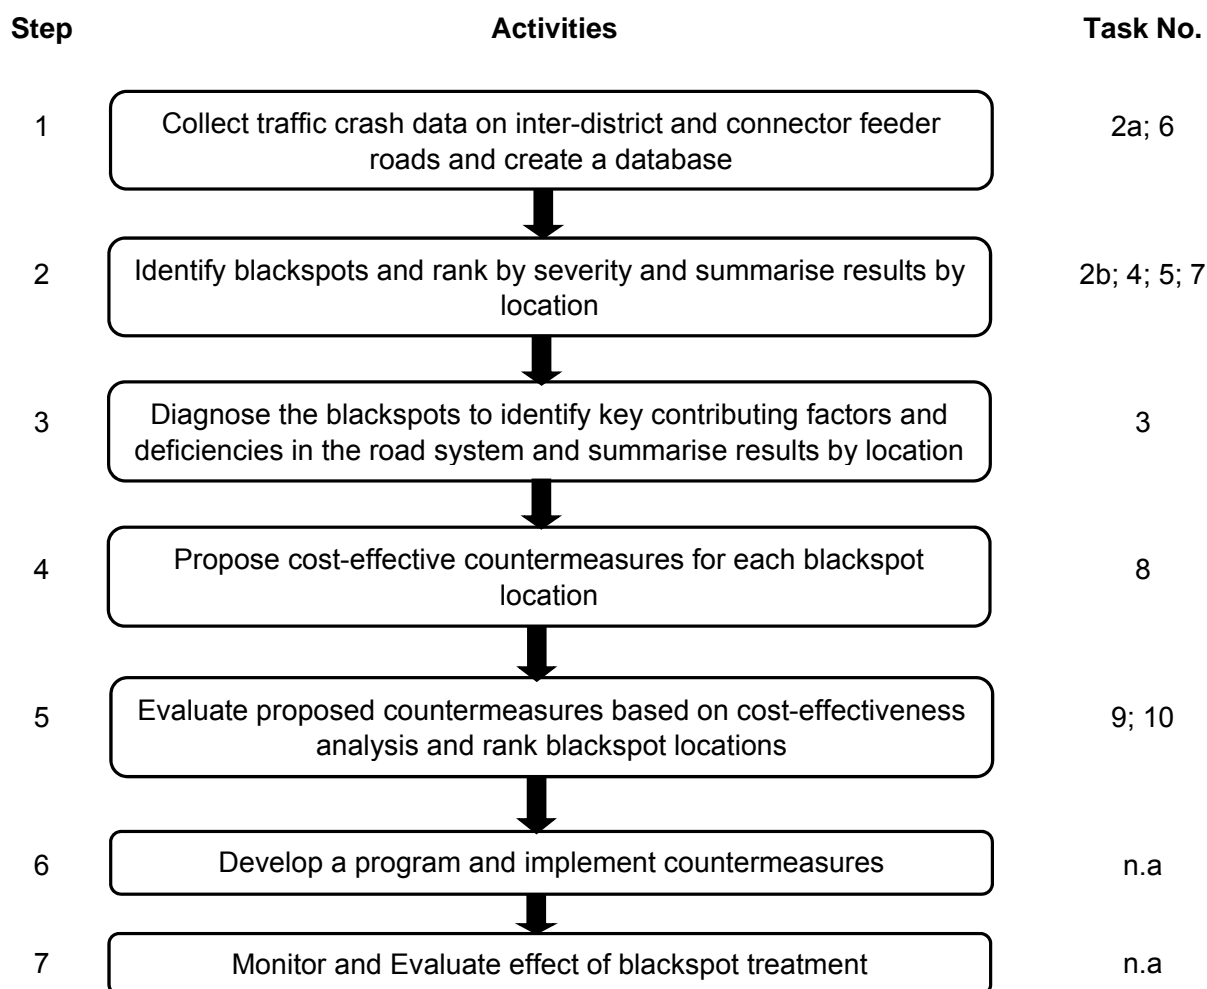 Step Activities Task No.
1 Collect traffic crash data on inter-district and connector feeder 2a; 6
roads and create a database
2 Identify blackspots and rank by severity and summarise results by 2b; 4; 5; 7
location
3 Diagnose the blackspots to identify key contributing factors and 3
deficiencies in the road system and summarise results by location
4 Propose cost-effective countermeasures for each blackspot 8
location
5 Evaluate proposed countermeasures based on cost-effectiveness 9; 10
analysis and rank blackspot locations
6 Develop a program and implement countermeasures n.a
7 Monitor and Evaluate effect of blackspot treatment n.a